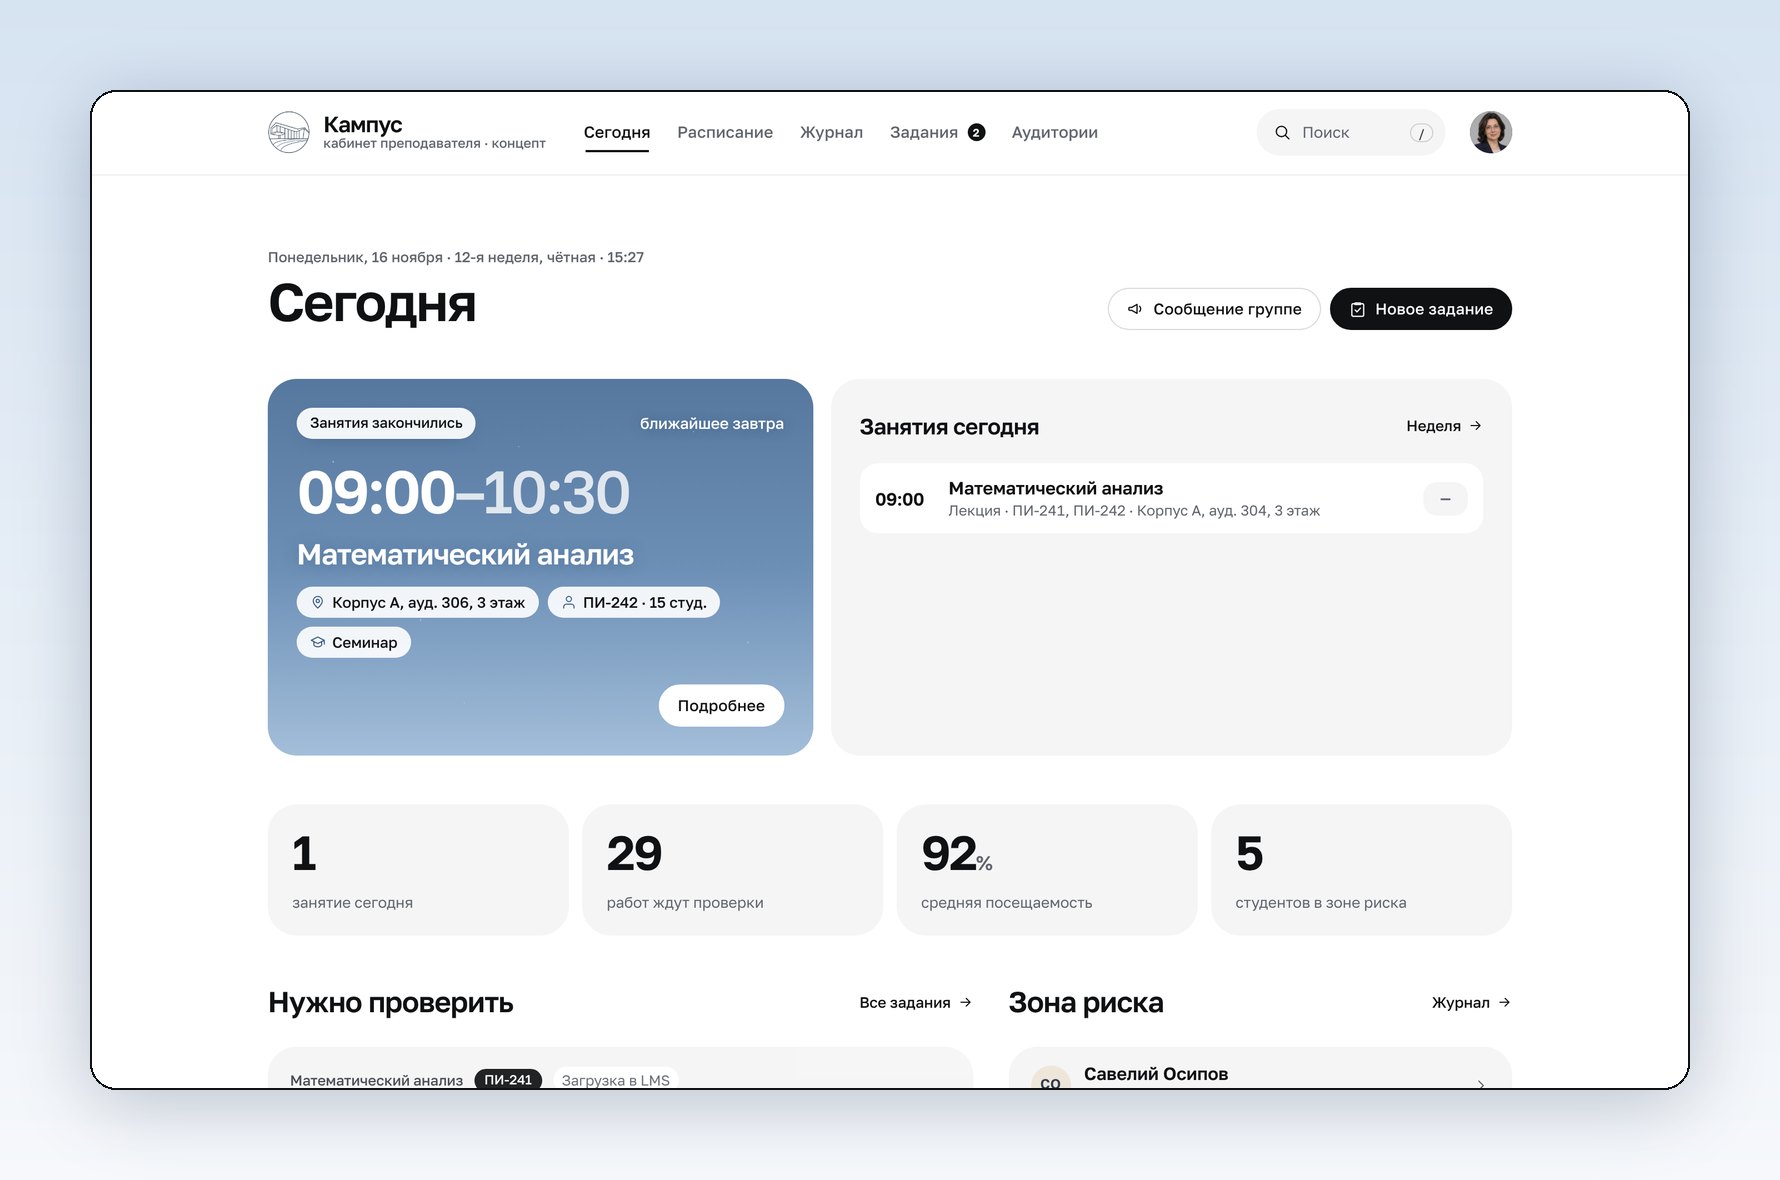 Кампус
кабинет преподавателя · концепт
Сегодня
Расписание
Журнал
Задания 2
Аудитории
Поиск /
Понедельник, 16 ноября · 12-я неделя, чётная · 15:27
Сегодня
Сообщение группе
Новое задание
Занятия закончились
ближайшее завтра
09:00–10:30
Математический анализ
Корпус А, ауд. 306, 3 этаж
ПИ-242 · 15 студ.
Семинар
Подробнее
Занятия сегодня
Неделя →
09:00
Математический анализ
–
Лекция · ПИ-241, ПИ-242 · Корпус А, ауд. 304, 3 этаж
1
занятие сегодня
29
работ ждут проверки
92%
средняя посещаемость
5
студентов в зоне риска
Нужно проверить
Все задания →
Математический анализ ПИ-241 Загрузка в LMS
Зона риска
Журнал →
СО
Савелий Осипов